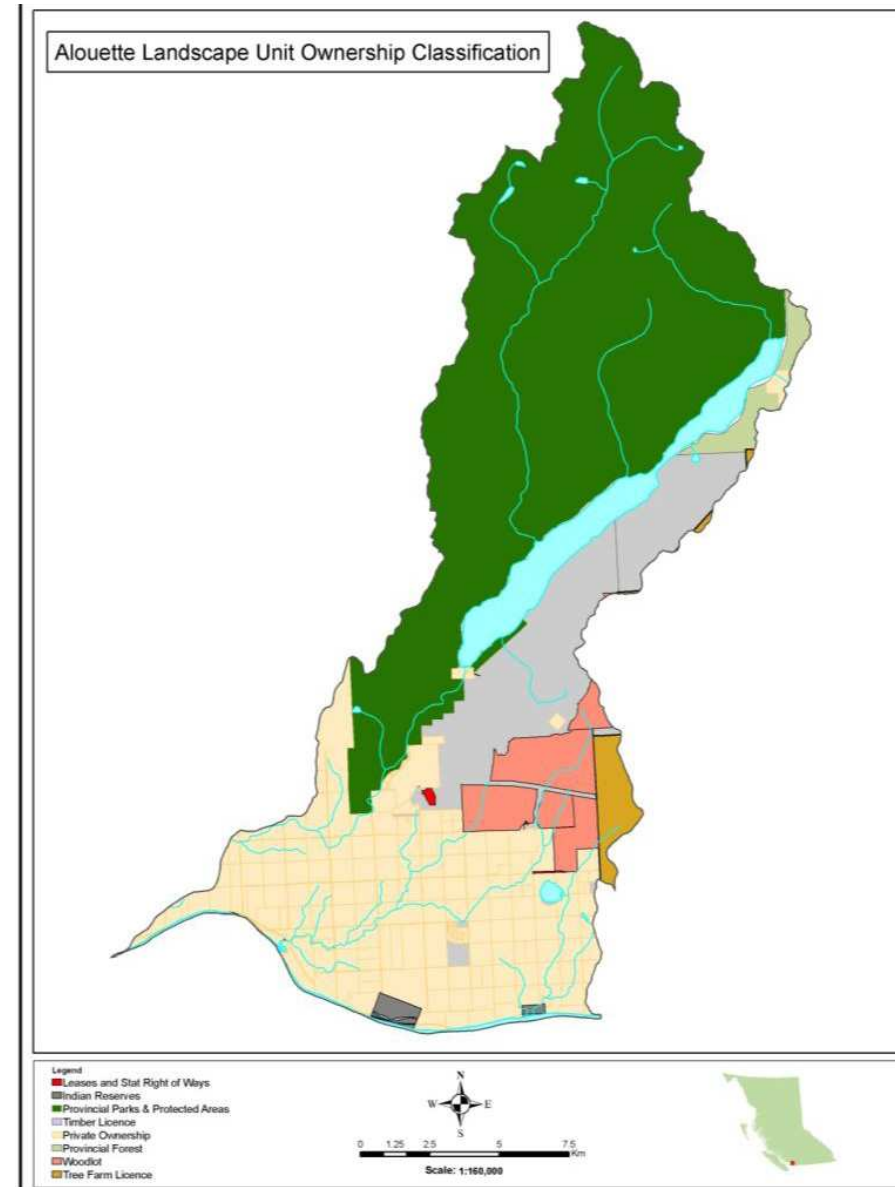 Alouette Landscape Unit Ownership Classification
Legend
Leases and Stat Right of Ways
Indian Reserves
Provincial Parks & Protected Areas
Timber Licence
Private Ownership
Provincial Forest
Woodlot
Tree Farm Licence
N
W E
S
0 1.25 2.5 5 7.5
Km
Scale: 1:160,000